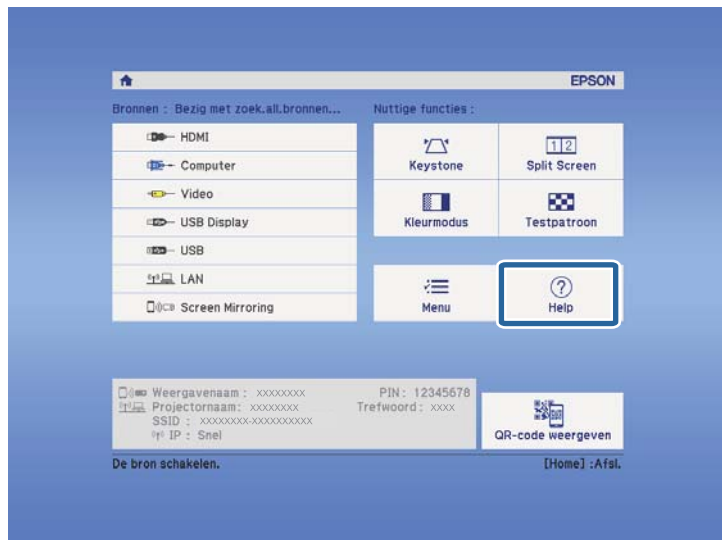 EPSON
Bronnen : Bezig met zoek.all.bronnen...
HDMI
Computer
Video
USB Display
USB
LAN
Screen Mirroring
Nuttige functies :
Keystone
1 2
Split Screen
Kleurmodus
Testpatroon
Menu
?
Help
Weergavenaam : xxxxxxxx
Projectornaam: xxxxxxxx
SSID : xxxxxxxx-xxxxxxxxxx
IP : Snel
PIN: 12345678
Trefwoord: xxxx
QR-code weergeven
De bron schakelen.
[Home] :Afsl.